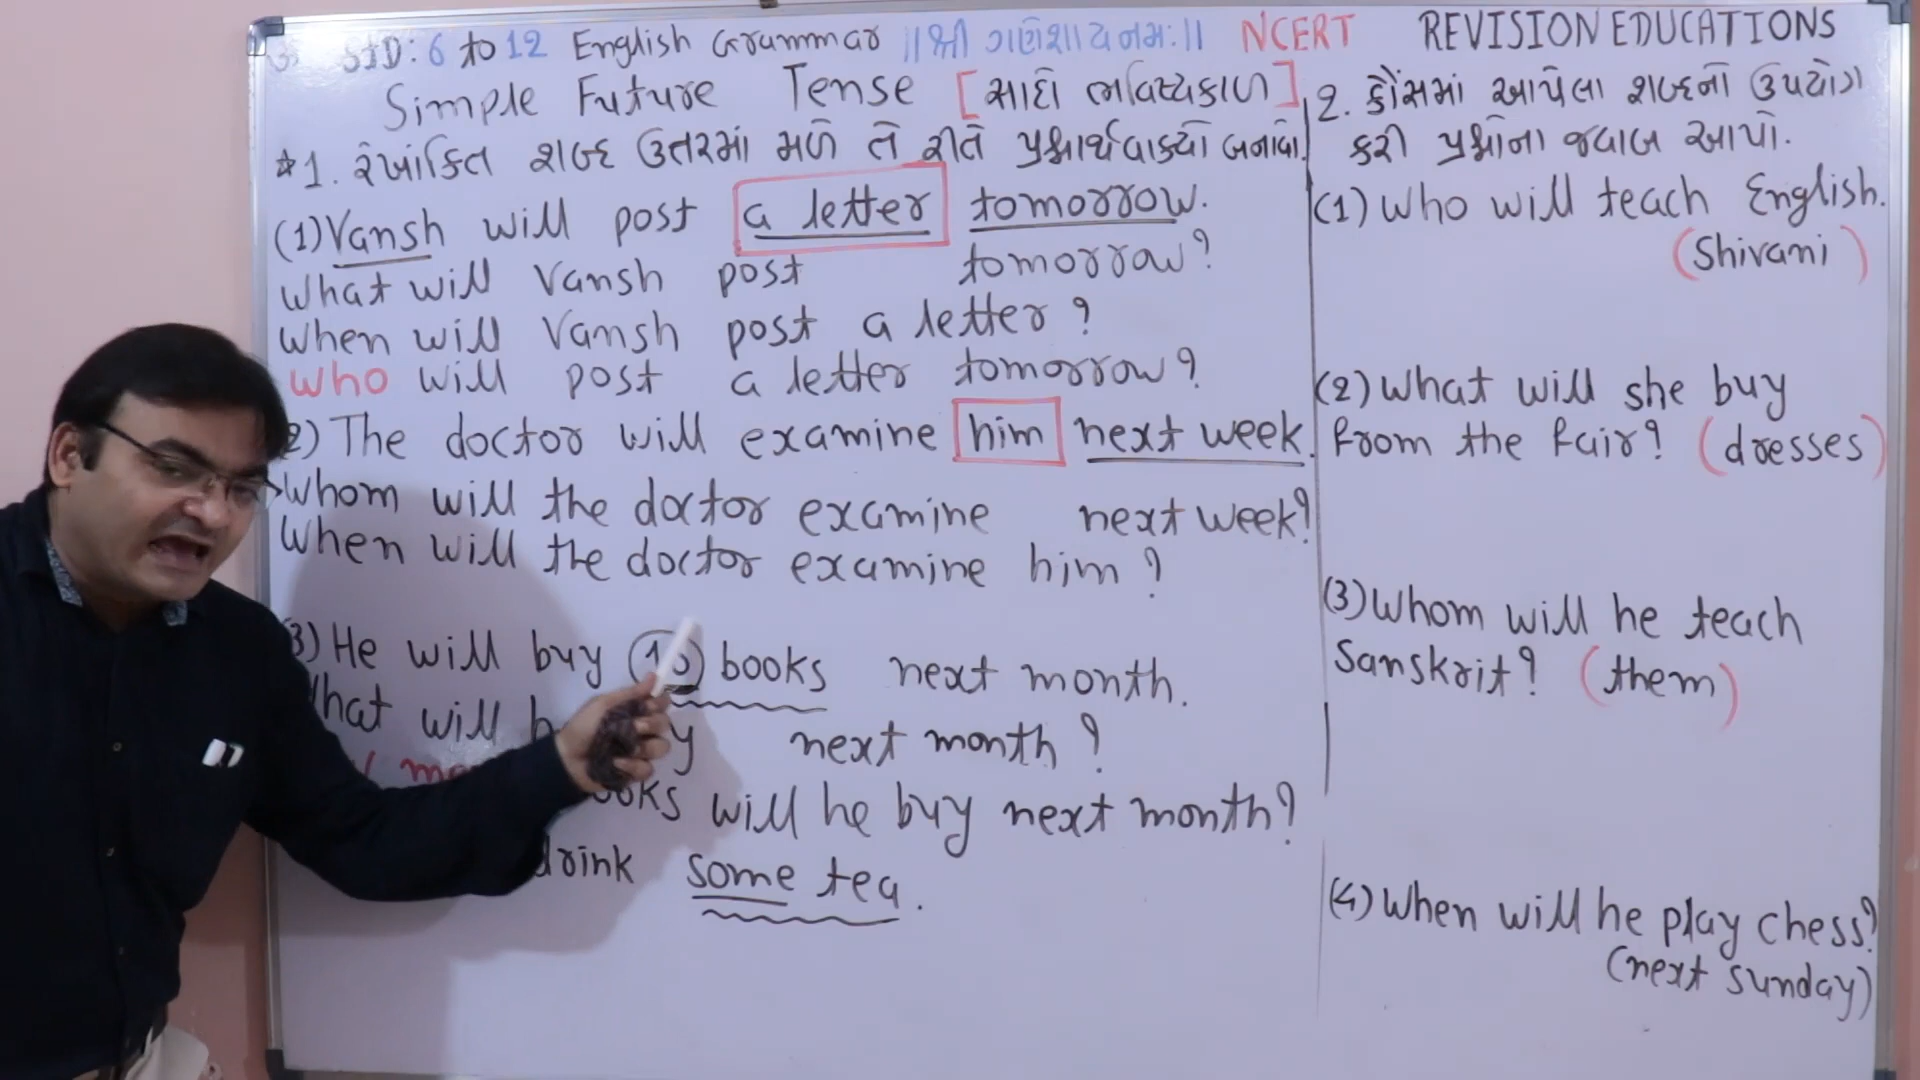 STD: 6 to 12 English Grammar ॥શ્રી ગણેશાય નમઃ॥ NCERT REVISION EDUCATIONS
Simple Future Tense [સાદો ભવિષ્યકાળ]
*1. રેખાંકિત શબ્દ ઉતરમાં મળે તે રીતે પ્રશ્નાર્થવાક્યો બનાવો.
(1) Vansh will post a letter tomorrow.
What will Vansh post tomorrow?
When will Vansh post a letter?
Who will post a letter tomorrow?
2) The doctor will examine him next week.
Whom will the doctor examine next week?
When will the doctor examine him?
3) He will buy books next month.
What will next month?
books will he buy next month?
drink some tea.
2. કૌંસમાં આપેલા શબ્દનો ઉપયોગ
કરી પ્રશ્નોના જવાબ આપો.
(1) Who will teach English.
(Shivani)
(2) What will she buy
from the fair? (dresses)
(3) Whom will he teach
Sanskrit? (them)
(4) When will he play chess?
(next sunday)